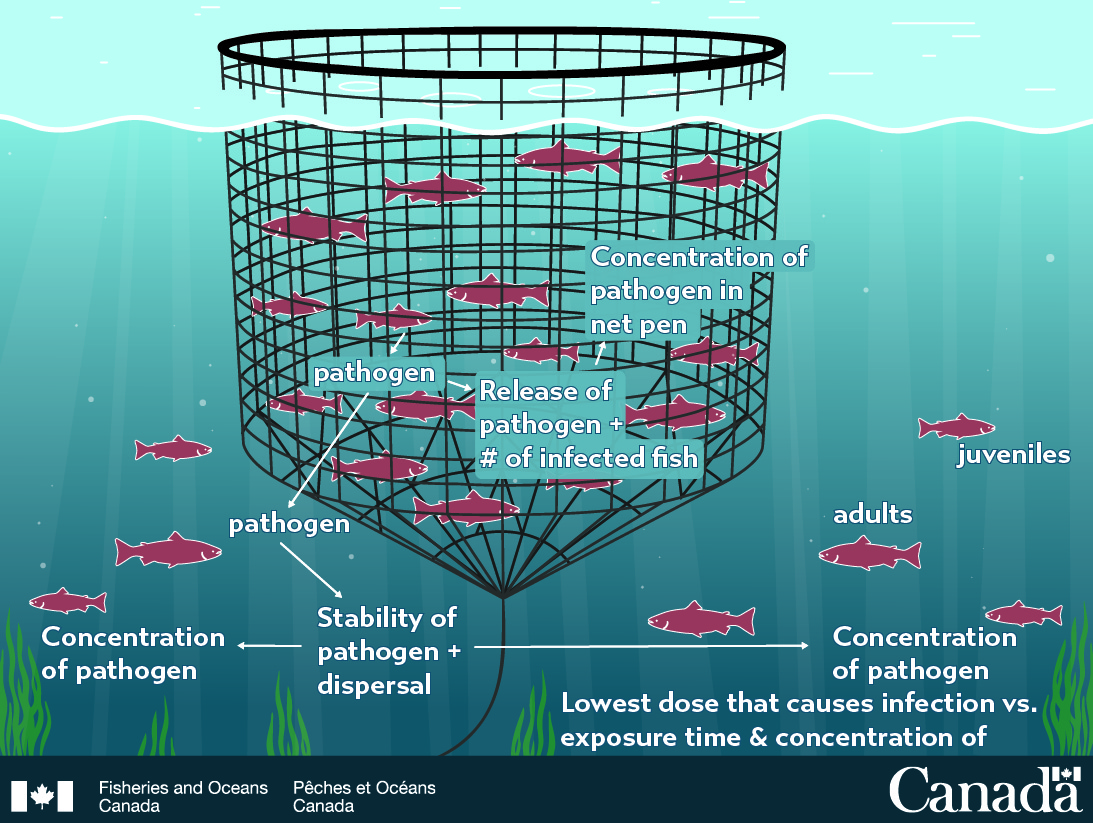 Concentration of
pathogen in
net pen
pathogen
Release of
pathogen +
# of infected fish
juveniles
adults
pathogen
Stability of
pathogen +
dispersal
Concentration
of pathogen
Concentration
of pathogen
Lowest dose that causes infection vs.
exposure time & concentration of
Fisheries and Oceans
Canada
Pêches et Océans
Canada
Canada